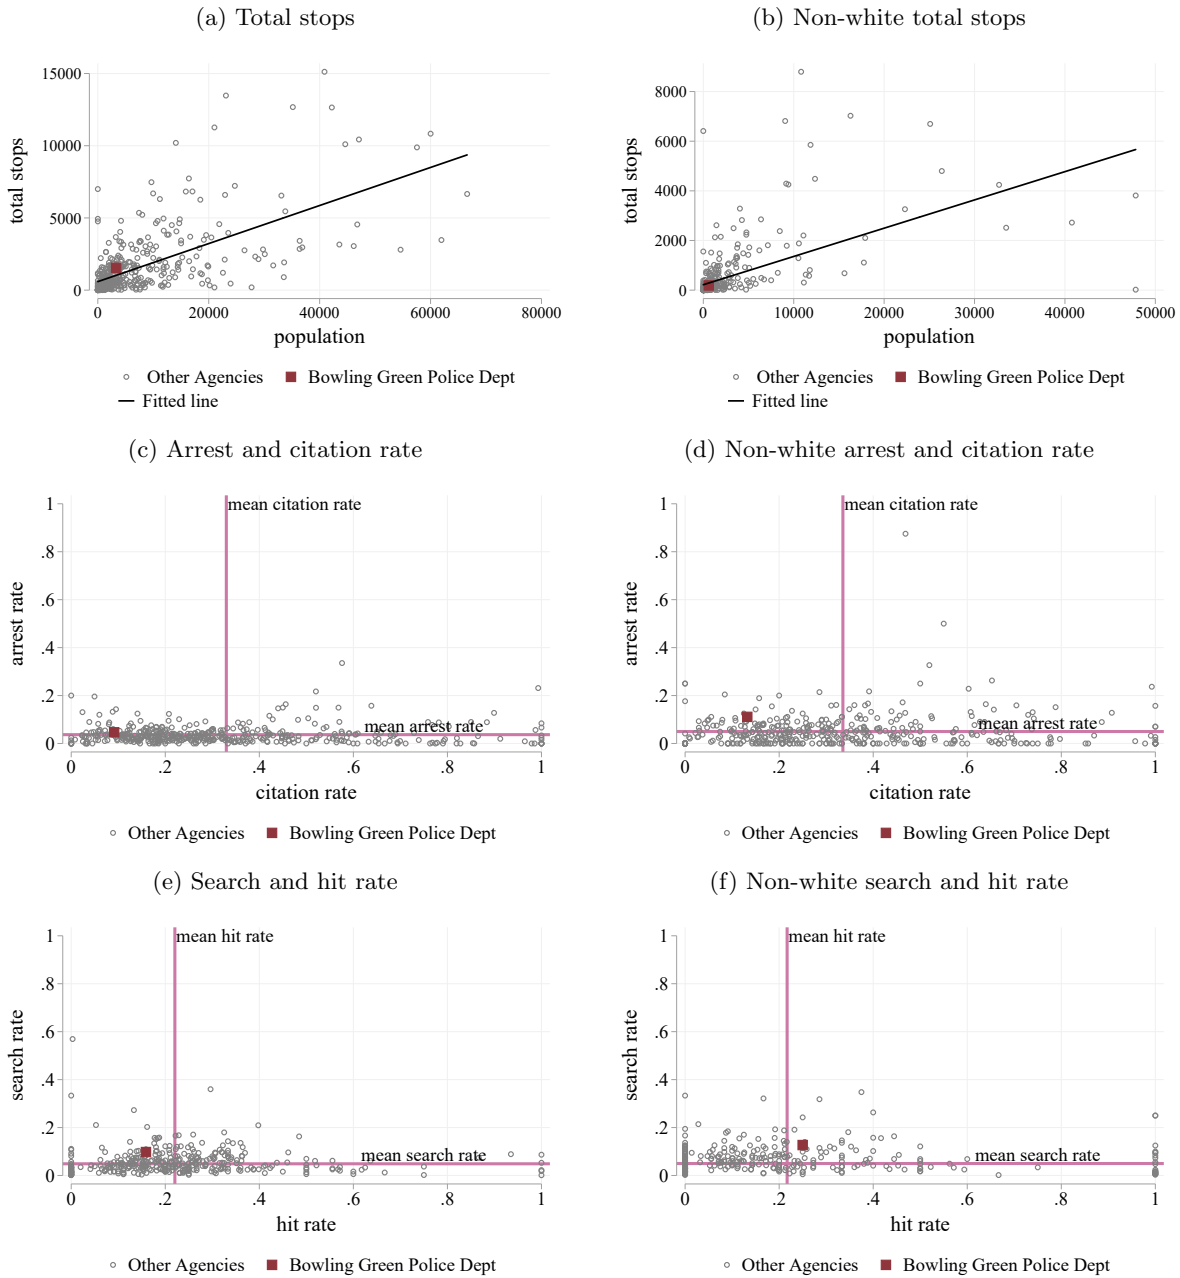 (a) Total stops
(b) Non-white total stops
total stops
15000
10000
5000
0
0 20000 40000 60000 80000
population
Other Agencies Bowling Green Police Dept
Fitted line
total stops
8000
6000
4000
2000
0
0 10000 20000 30000 40000 50000
population
Other Agencies Bowling Green Police Dept
Fitted line
(c) Arrest and citation rate
(d) Non-white arrest and citation rate
arrest rate
1
.8
.6
.4
.2
0
mean citation rate
mean arrest rate
0 .2 .4 .6 .8 1
citation rate
Other Agencies Bowling Green Police Dept
arrest rate
1
.8
.6
.4
.2
0
mean citation rate
mean arrest rate
0 .2 .4 .6 .8 1
citation rate
Other Agencies Bowling Green Police Dept
(e) Search and hit rate
(f) Non-white search and hit rate
search rate
1
.8
.6
.4
.2
0
mean hit rate
mean search rate
0 .2 .4 .6 .8 1
hit rate
Other Agencies Bowling Green Police Dept
search rate
1
.8
.6
.4
.2
0
mean hit rate
mean search rate
0 .2 .4 .6 .8 1
hit rate
Other Agencies Bowling Green Police Dept